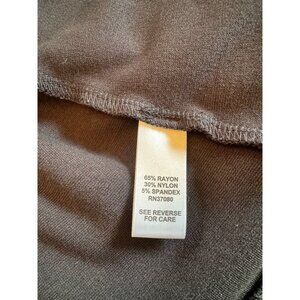 65% RAYON
30% NYLON
5% SPANDEX
RN37080
SEE REVERSE
FOR CARE